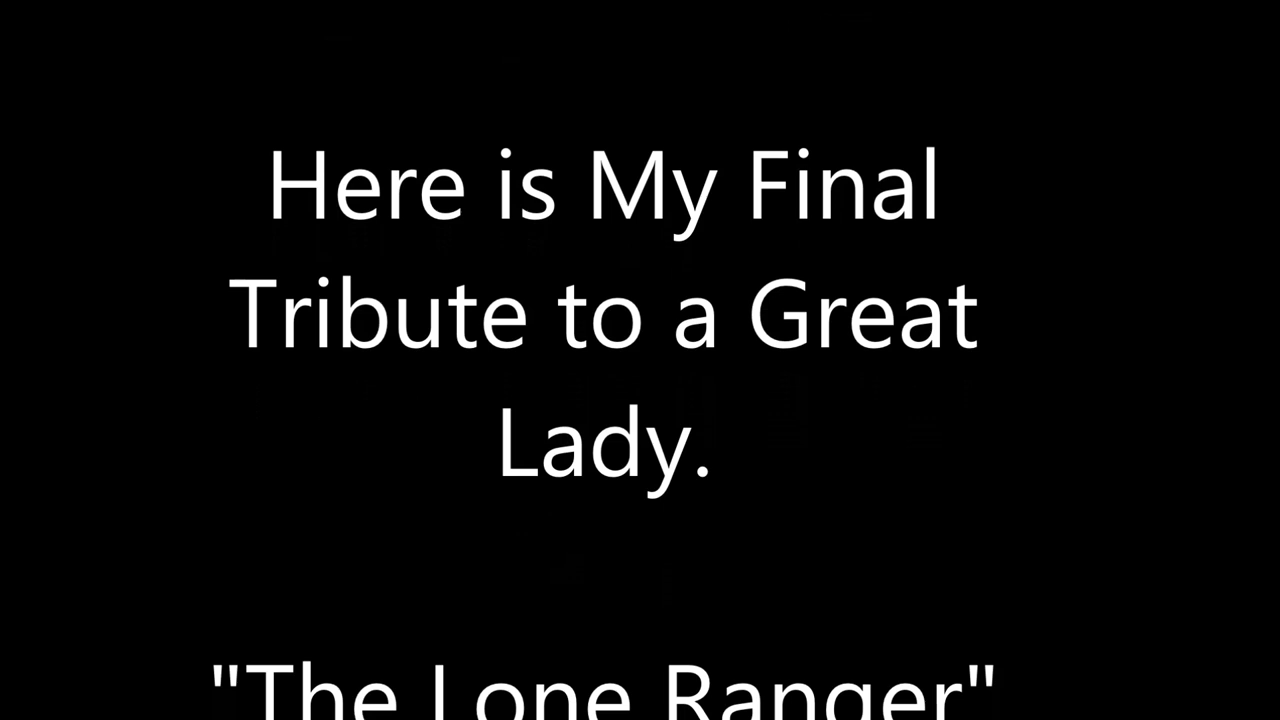 Here is My Final
Tribute to a Great
Lady.
"The Lone Ranger"